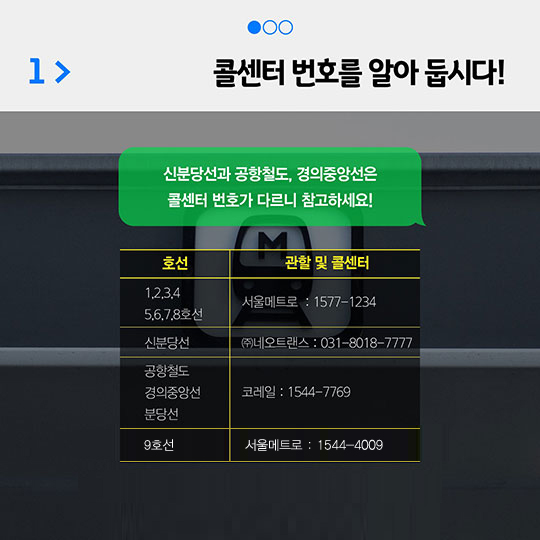 1 >
콜센터 번호를 알아 둡시다!
신분당선과 공항철도, 경의중앙선은
콜센터 번호가 다르니 참고하세요!
M
호선 관할 및 콜센터
1,2,3,4
5,6,7,8호선
서울메트로 : 1577-1234
신분당선 ㈜네오트랜스 : 031-8018-7777
공항철도
경의중앙선
분당선
코레일 : 1544-7769
9호선 서울메트로 : 1544-4009